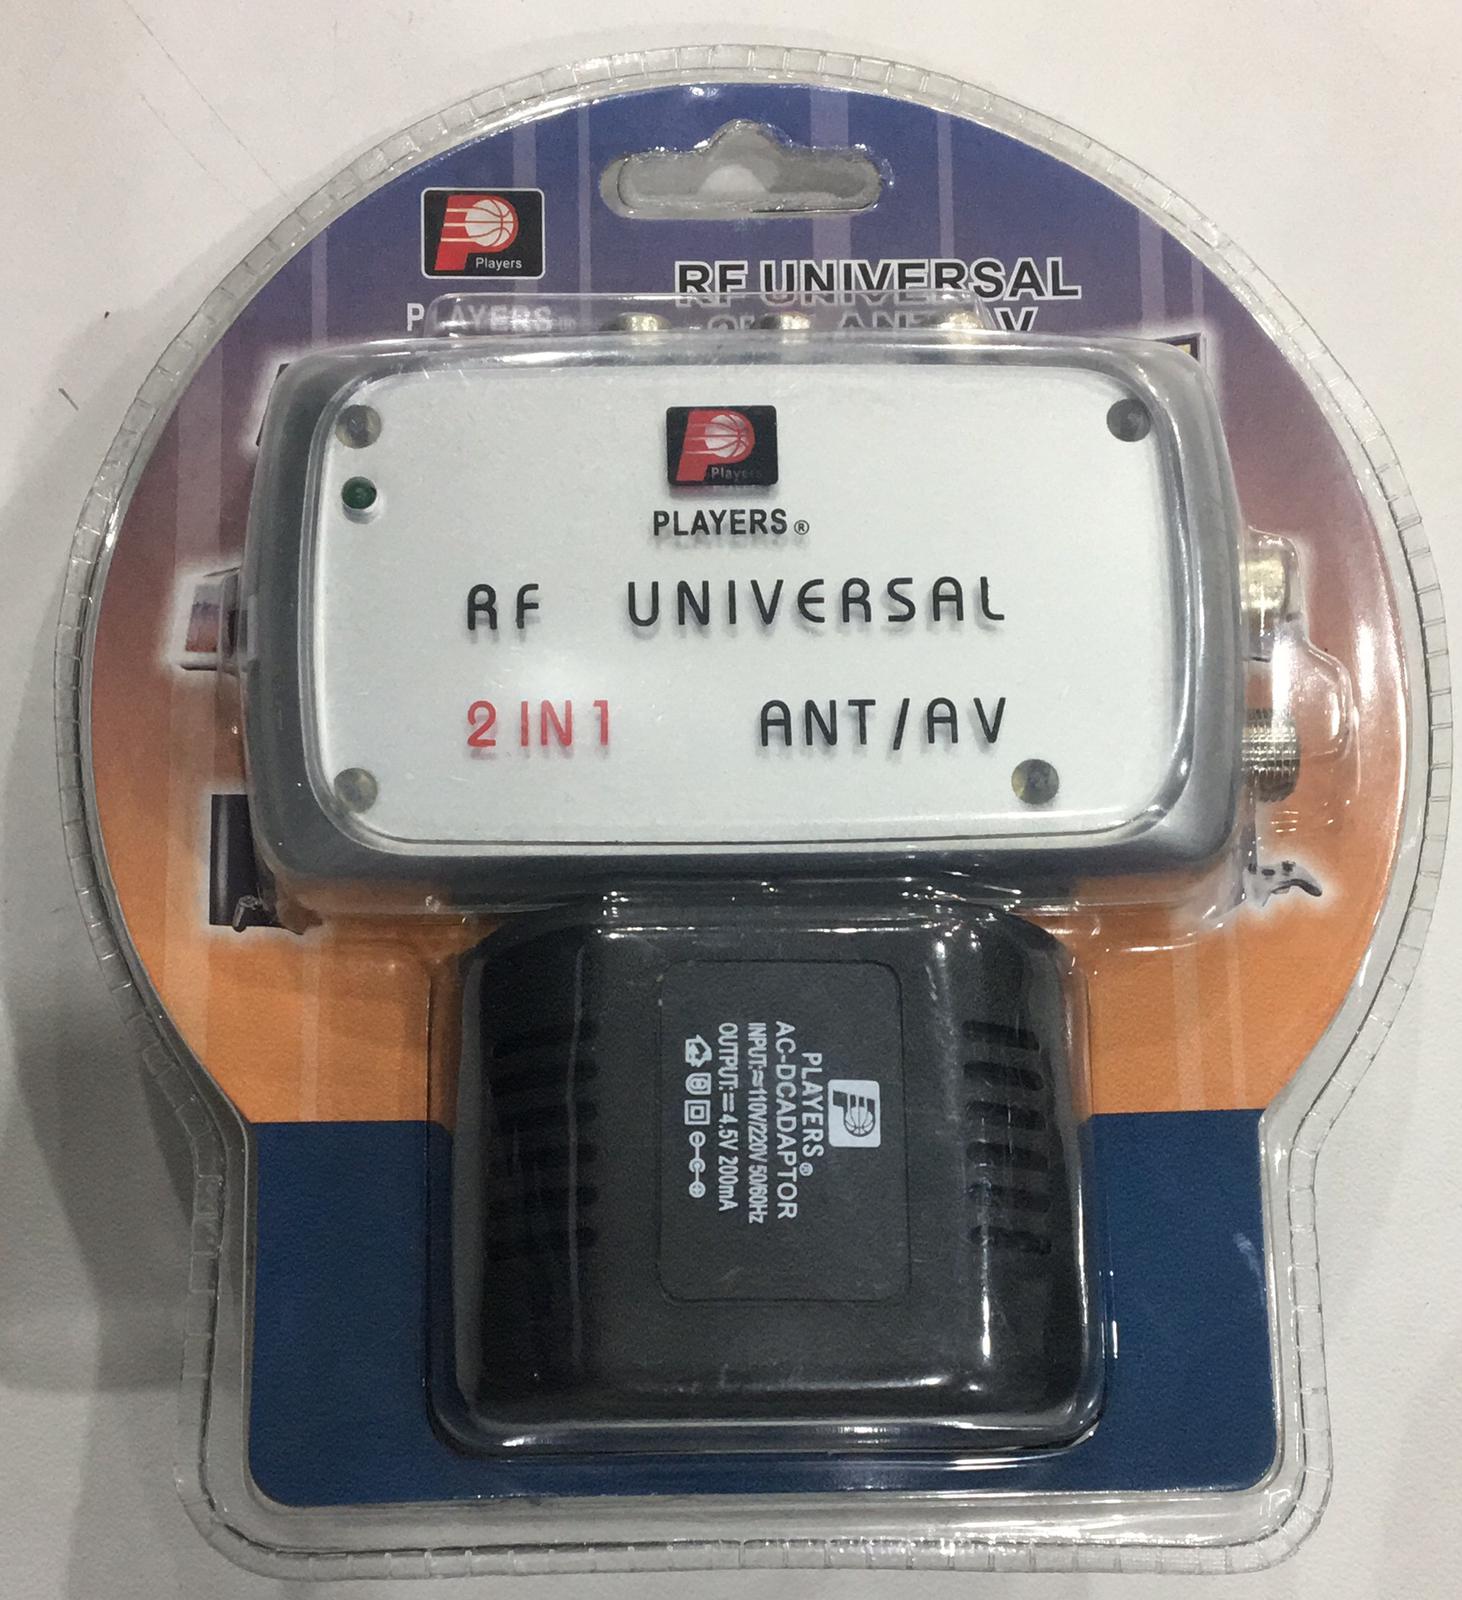 Players
PLAYERS
RF UNIVERSAL
Players
PLAYERS ®
RF UNIVERSAL
2 IN 1 ANT/AV
PLAYERS®
AC-DCADAPTOR
INPUT:≂110V/220V 50/60Hz
OUTPUT:⎓4.5V 200mA